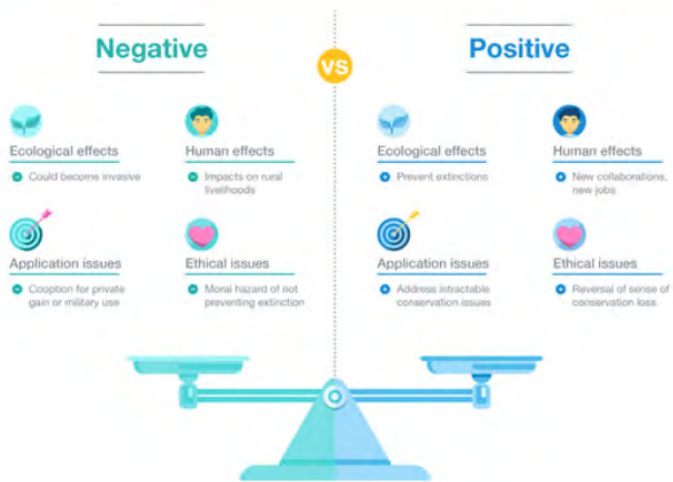 Negative
VS
Positive
Ecological effects
Could become invasive
Human effects
Impacts on rural
livelihoods
Application issues
Cooption for private
gain or military use
Ethical issues
Moral hazard of not
preventing extinction
Ecological effects
Prevent extinctions
Human effects
New collaborations,
new jobs
Application issues
Address intractable
conservation issues
Ethical issues
Reversal of sense of
conservation loss.